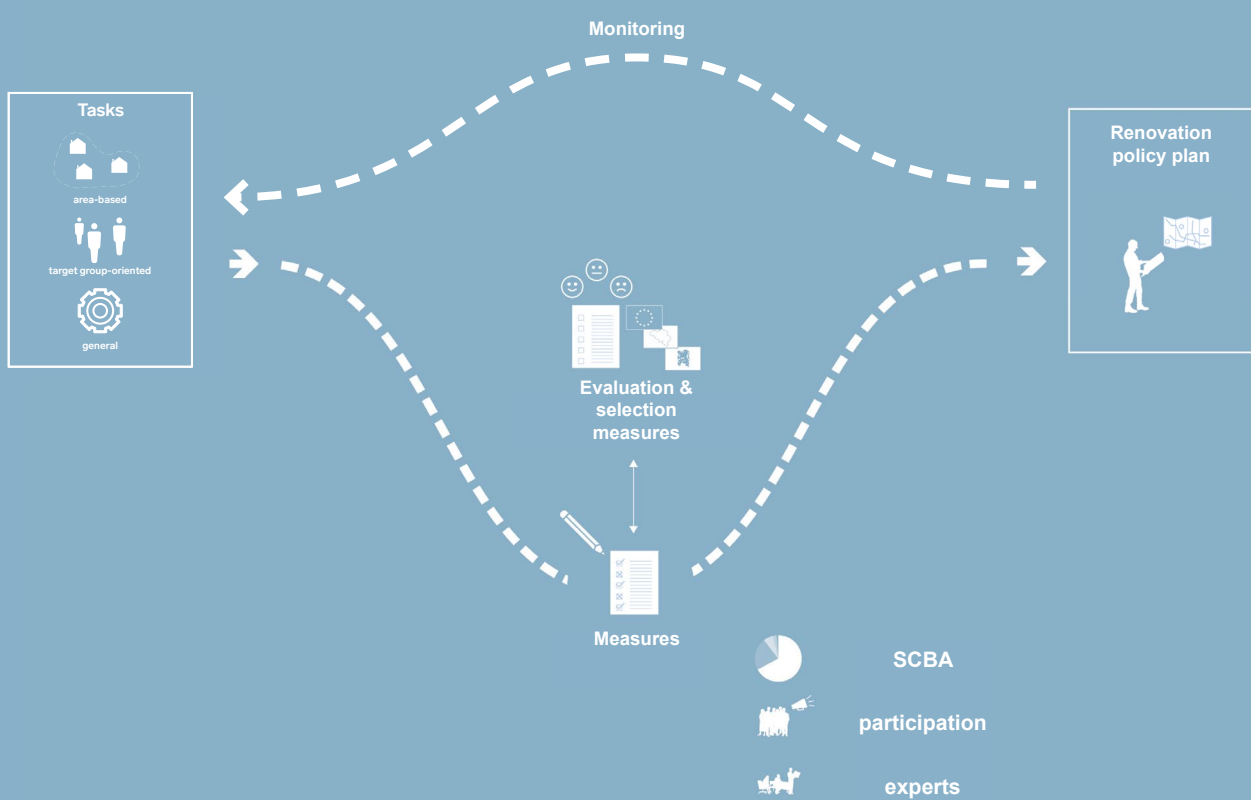 Monitoring
Tasks
area-based
target group-oriented
general
Renovation
policy plan
Evaluation &
selection
measures
Measures
SCBA
participation
experts